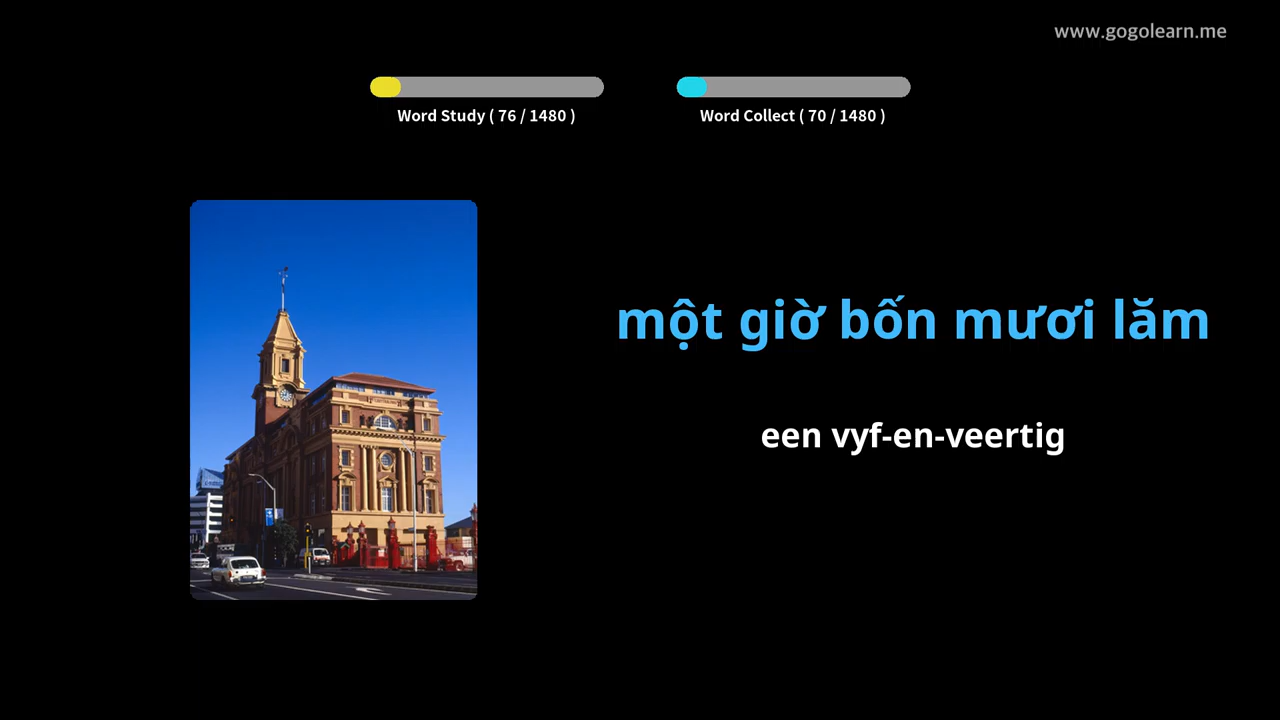 www.gogolearn.me
Word Study ( 76 / 1480 )
Word Collect ( 70 / 1480 )
một giờ bốn mươi lăm
een vyf-en-veertig